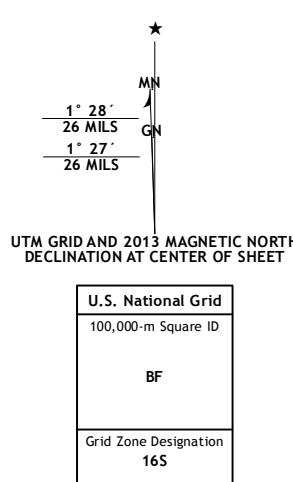 ★
MN
1° 28´
26 MILS
GN
1° 27´
26 MILS
UTM GRID AND 2013 MAGNETIC NORTH
DECLINATION AT CENTER OF SHEET
U.S. National Grid
100,000-m Square ID
BF
Grid Zone Designation
16S